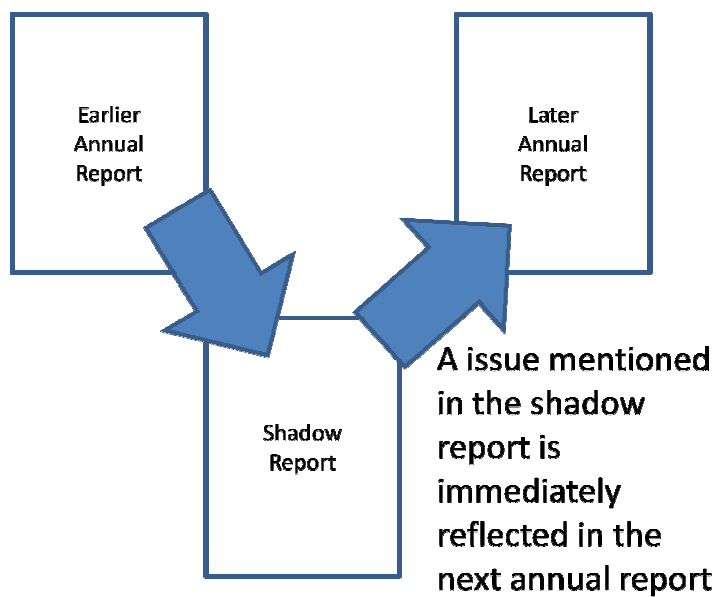 Earlier
Annual
Report
Later
Annual
Report
Shadow
Report
A issue mentioned
in the shadow
report is
immediately
reflected in the
next annual report